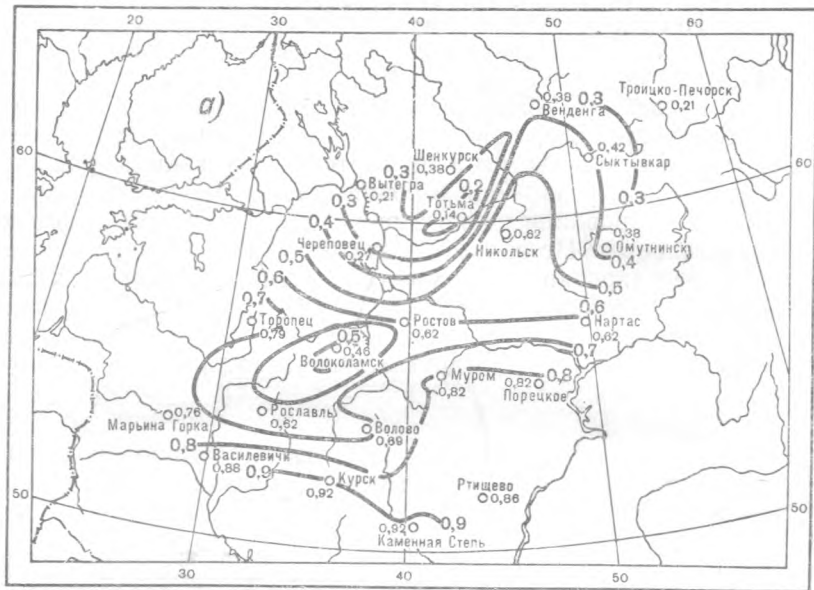 20 30 40 50 60
а)
Троицко-Печорск
0,21
0,38 0,3
Венденга
0,42
Сыктывкар
60
60
Шенкурск
0,38
0,3
Вытегра
0,21
0,2
Тотьма
0,14
0,3
0,3
0,4
Череповец
0,27
0,62
Никольск
0,38
Омутнинск
0,4
0,5
0,5
0,6
0,7
Торопец
0,79
Ростов
0,62
0,6
Нартас
0,62
0,7
0,5
0,46
Волоколамск
Муром
0,82
0,8
0,82
Порецкое
0,76
Марьина Горка
Рославль
0,62
Волово
0,69
0,8
Василевичи
0,88
0,9
Курск
0,92
Ртищево
0,86
50
50
0,92
0,9
Каменная Степь
30 40 50